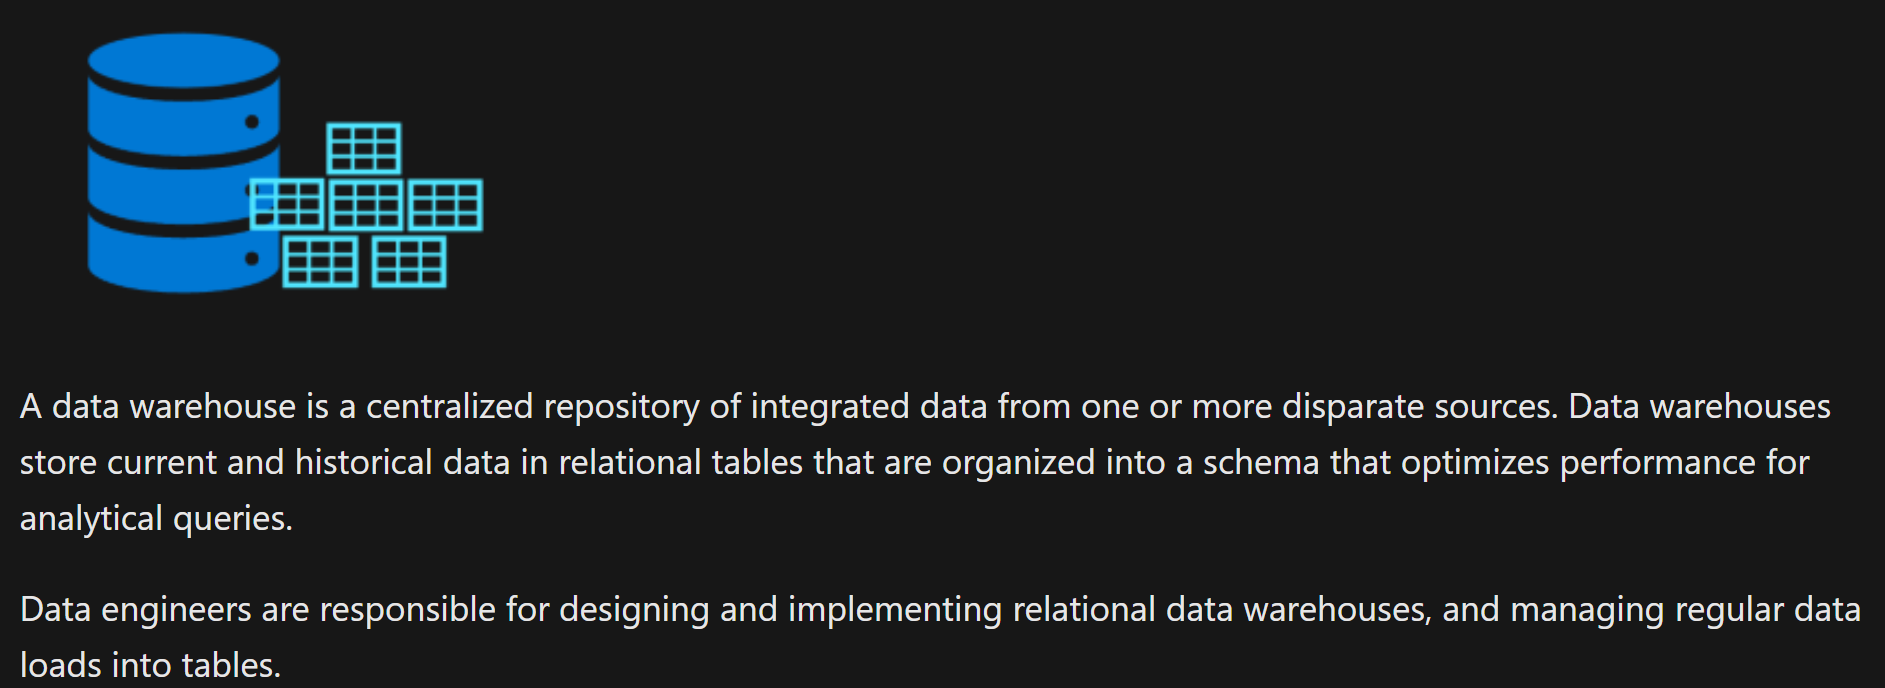 A data warehouse is a centralized repository of integrated data from one or more disparate sources. Data warehouses
store current and historical data in relational tables that are organized into a schema that optimizes performance for
analytical queries.
Data engineers are responsible for designing and implementing relational data warehouses, and managing regular data
loads into tables.